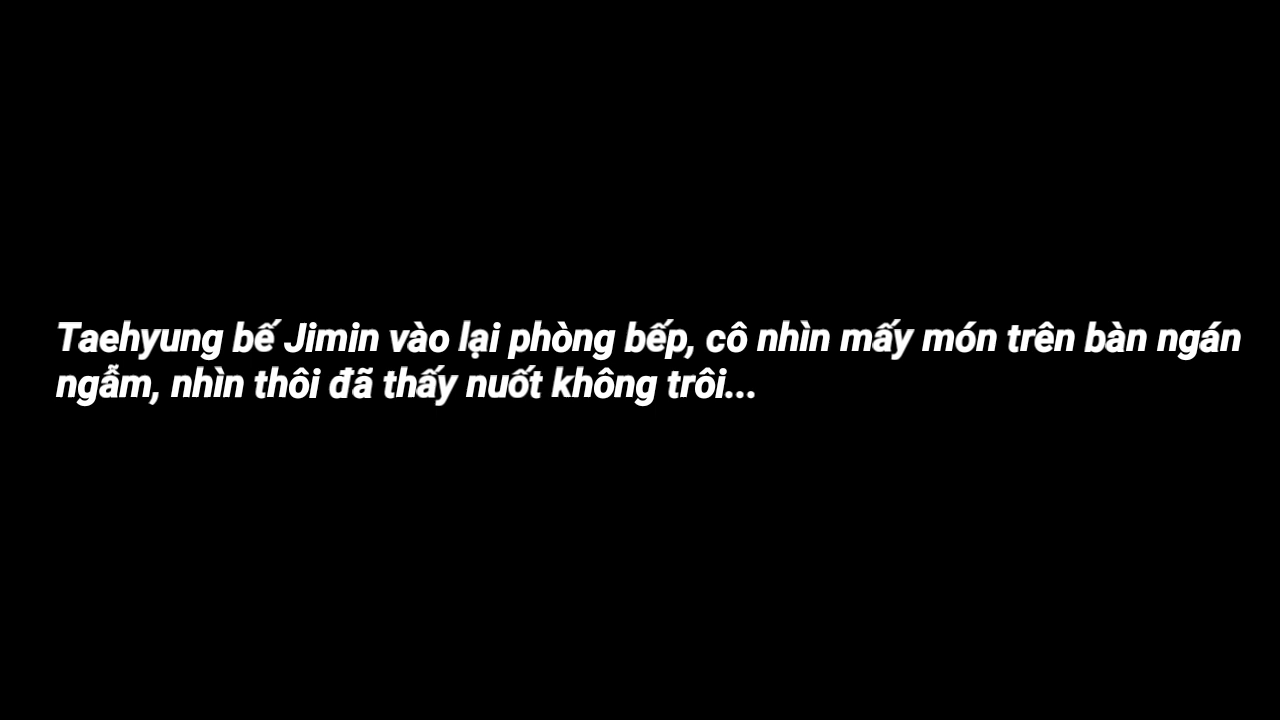 Taehyung bế Jimin vào lại phòng bếp, cô nhìn mấy món trên bàn ngán
ngẫm, nhìn thôi đã thấy nuốt không trôi...